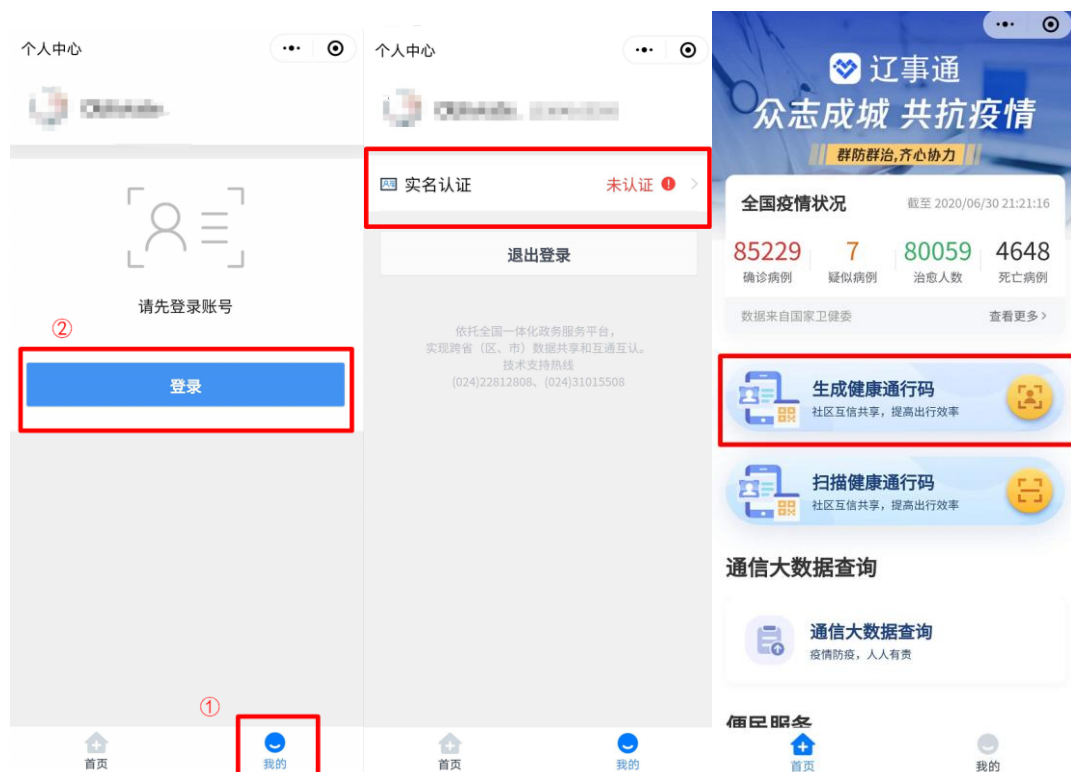 个人中心
请先登录账号
②
登录
①
首页
我的
个人中心
实名认证
未认证
退出登录
依托全国一体化政务服务平台，
实现跨省（区、市）数据共享和互通互认。
技术支持热线
(024)22812808、(024)31015508
首页
我的
辽事通
众志成城 共抗疫情
群防群治,齐心协力
全国疫情状况
截至 2020/06/30 21:21:16
85229 7 80059 4648
确诊病例 疑似病例 治愈人数 死亡病例
数据来自国家卫健委
查看更多>
生成健康通行码
社区互信共享，提高出行效率
扫描健康通行码
社区互信共享，提高出行效率
通信大数据查询
通信大数据查询
疫情防疫，人人有责
便民服务
首页
我的